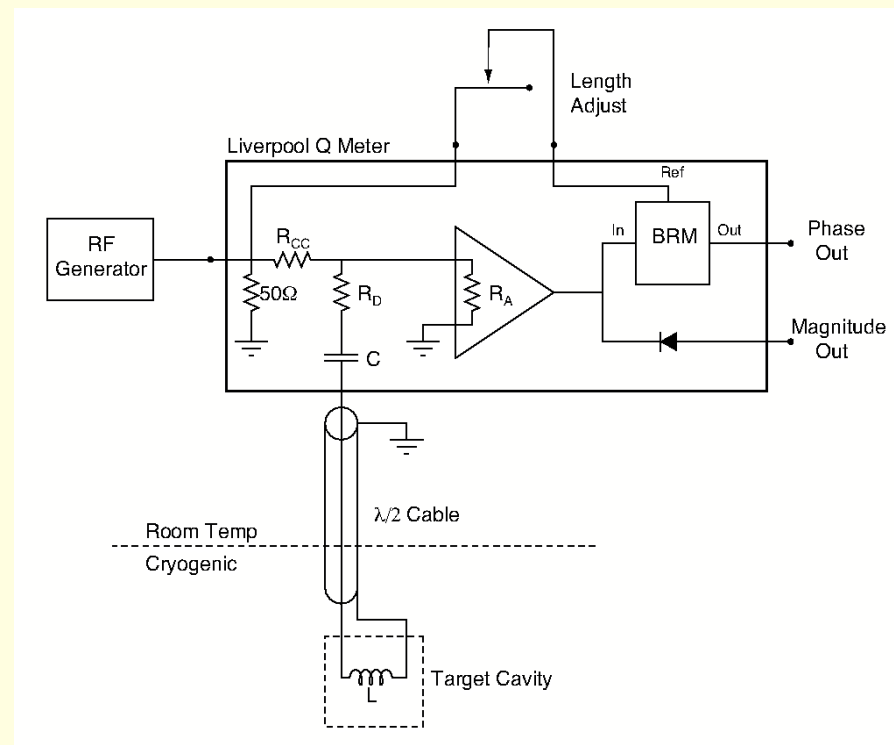 Length
Adjust
Liverpool Q Meter
Ref
RF
Generator
R_CC
In
BRM
Out
Phase
Out
50Ω
R_D
R_A
Magnitude
Out
C
λ/2 Cable
Room Temp
Cryogenic
Target Cavity
L